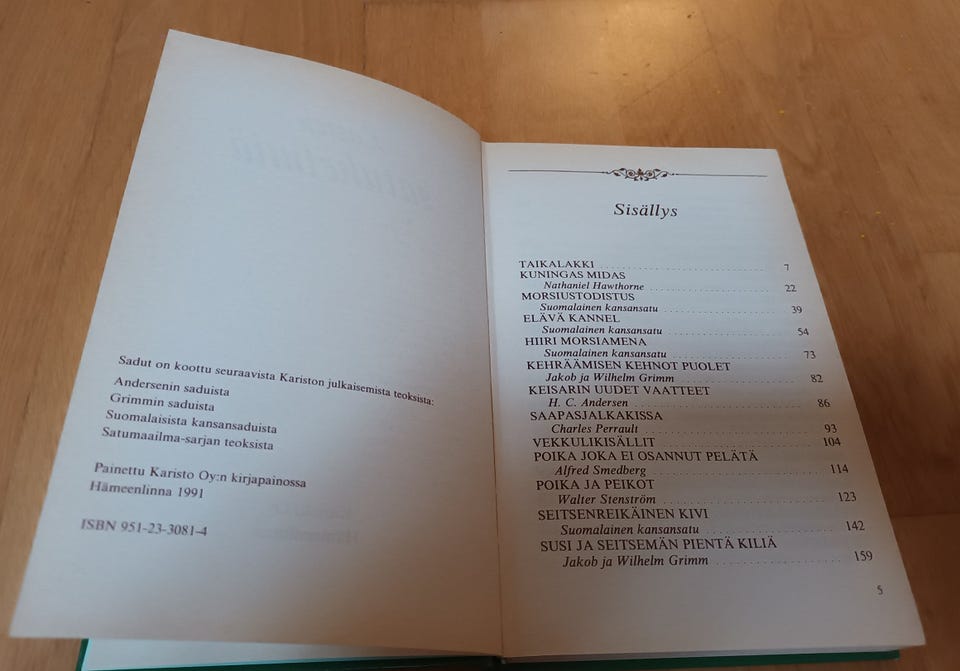 Sadut on koottu seuraavista Kariston julkaisemista teoksista:
Andersenin saduista
Grimmin saduista
Suomalaisista kansansaduista
Satumaailma-sarjan teoksista
Painettu Karisto Oy:n kirjapainossa
Hämeenlinna 1991
ISBN 951-23-3081-4
Sisällys
TAIKALAKKI 7
KUNINGAS MIDAS
Nathaniel Hawthorne 22
MORSIUSTODISTUS
Suomalainen kansansatu 39
ELÄVÄ KANNEL
Suomalainen kansansatu 54
HIIRI MORSIAMENA
Suomalainen kansansatu 73
KEHRÄÄMISEN KEHNOT PUOLET
Jakob ja Wilhelm Grimm 82
KEISARIN UUDET VAATTEET
H. C. Andersen 86
SAAPASJALKAKISSA
Charles Perrault 93
VEKKULIKISÄLLIT 104
POIKA JOKA EI OSANNUT PELÄTÄ
Alfred Smedberg 114
POIKA JA PEIKOT
Walter Stenström 123
SEITSENREIKÄINEN KIVI
Suomalainen kansansatu 142
SUSI JA SEITSEMÄN PIENTÄ KILIÄ
Jakob ja Wilhelm Grimm 159
5